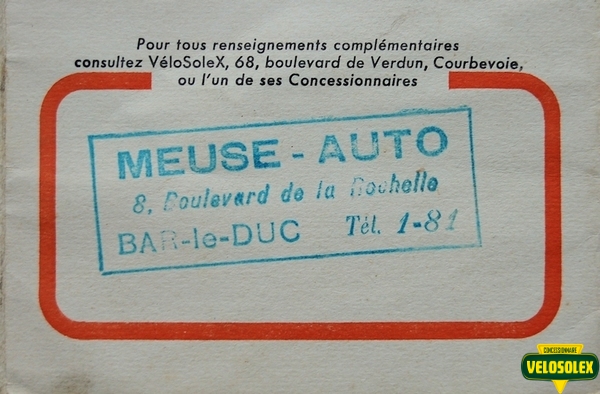 Pour tous renseignements complémentaires
consultez VéloSoleX, 68, boulevard de Verdun, Courbevoie,
ou l'un de ses Concessionnaires
MEUSE - AUTO
8, Boulevard de la Rochelle
BAR-le-DUC Tél. 1-81
CONCESSIONNAIRE
VELOSOLEX